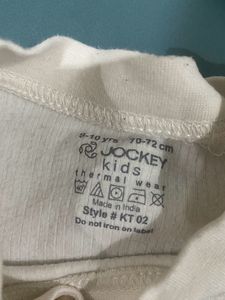 9-10 yrs 70-72 cm
JOCKEY
kids
thermal wear
Made in India
Style # KT 02
Do not iron on label